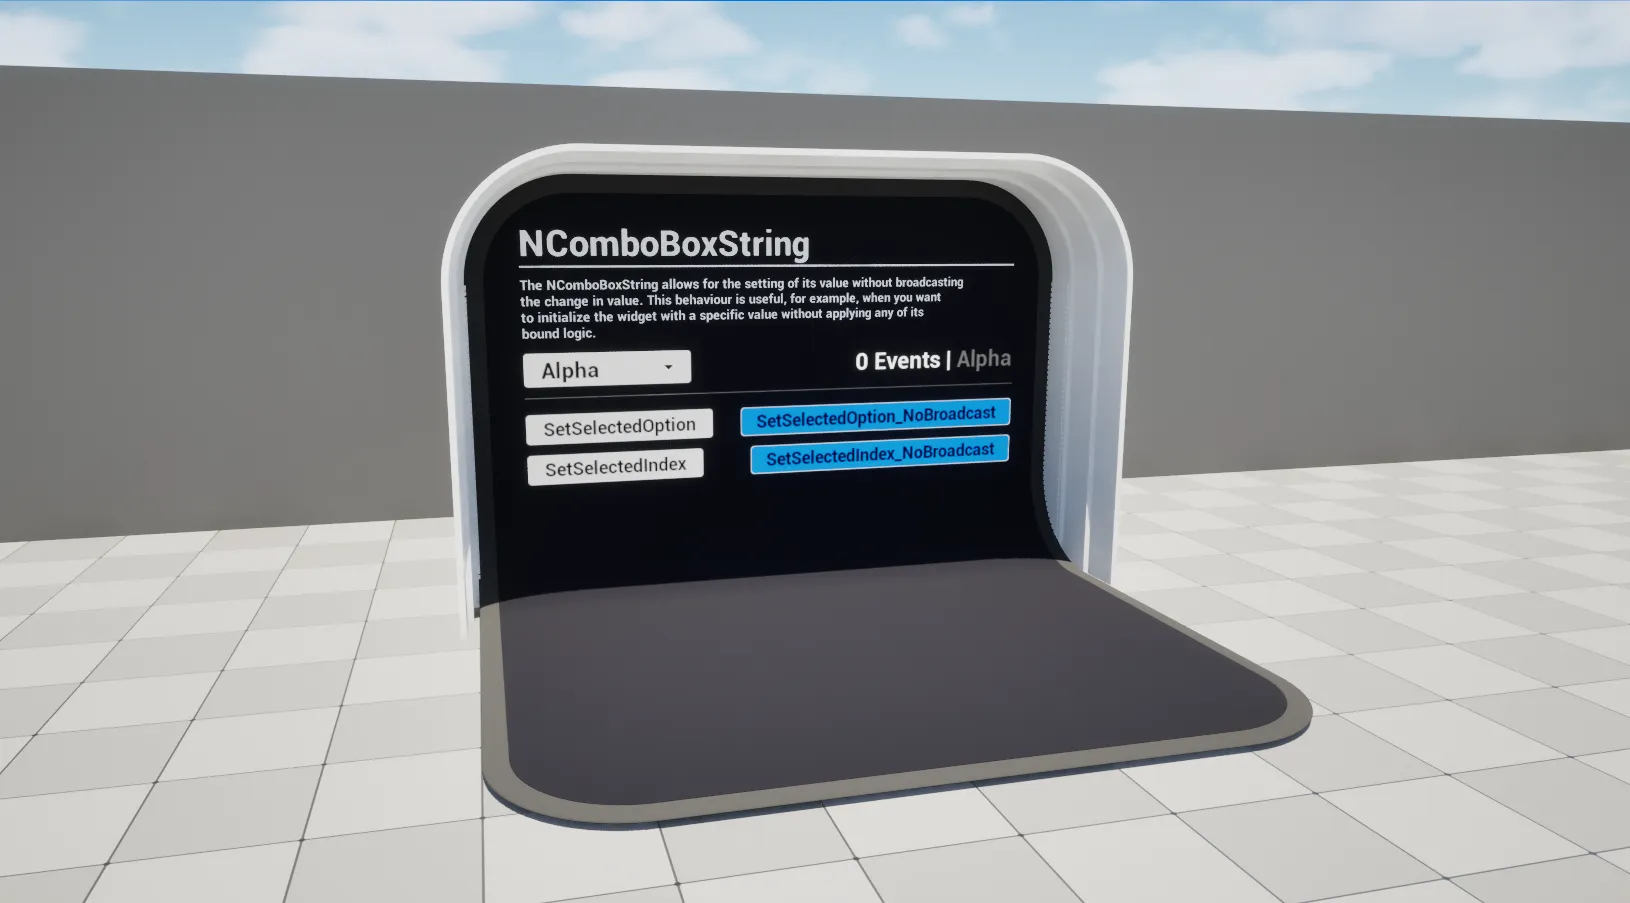 NComboBoxString
The NComboBoxString allows for the setting of its value without broadcasting
the change in value. This behaviour is useful, for example, when you want
to initialize the widget with a specific value without applying any of its
bound logic.
Alpha
0 Events | Alpha
SetSelectedOption
SetSelectedOption_NoBroadcast
SetSelectedIndex
SetSelectedIndex_NoBroadcast